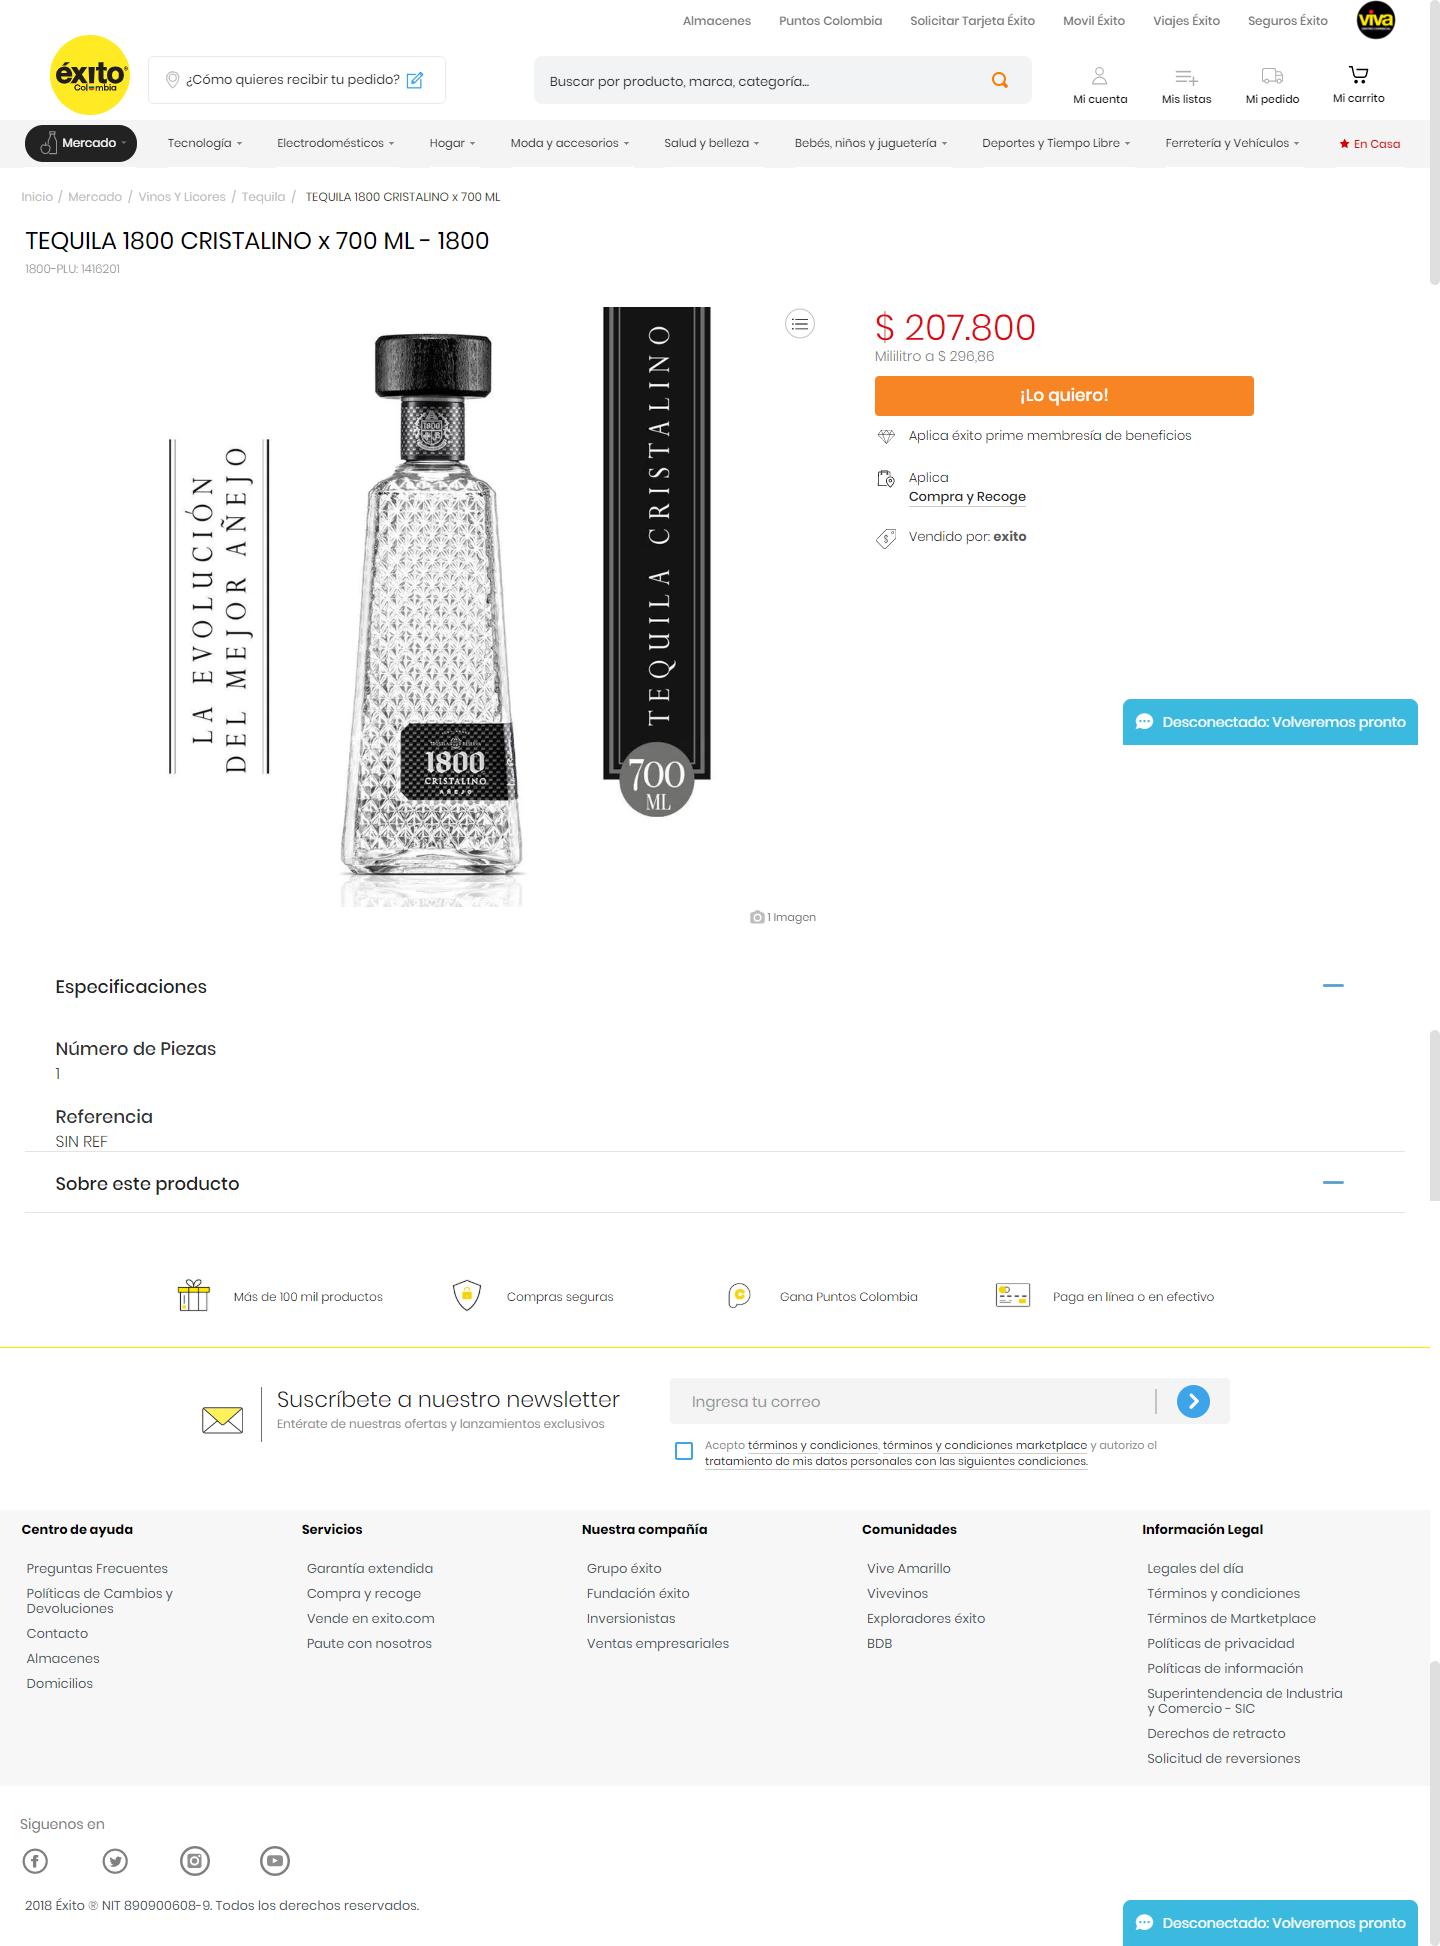 Almacenes Puntos Colombia Solicitar Tarjeta Éxito Movil Éxito Viajes Éxito Seguros Éxito viva
éxito
Colombia
¿Cómo quieres recibir tu pedido?
Buscar por producto, marca, categoría...
Mi cuenta Mis listas Mi pedido Mi carrito
Mercado Tecnología Electrodomésticos Hogar Moda y accesorios Salud y belleza Bebés, niños y juguetería Deportes y Tiempo Libre Ferretería y Vehículos En Casa
Inicio / Mercado / Vinos Y Licores / Tequila / TEQUILA 1800 CRISTALINO x 700 ML
TEQUILA 1800 CRISTALINO x 700 ML - 1800
1800-PLU: 1416201
LA EVOLUCIÓN
DEL MEJOR AÑEJO
1800
1800
CRISTALINO
AÑEJO
TEQUILA CRISTALINO
700
ML
1 Imagen
$ 207.800
Mililitro a $ 296,86
¡Lo quiero!
Aplica éxito prime membresía de beneficios
Aplica
Compra y Recoge
Vendido por: exito
Desconectado: Volveremos pronto
Especificaciones
Número de Piezas
1
Referencia
SIN REF
Sobre este producto
Más de 100 mil productos
Compras seguras
Gana Puntos Colombia
Paga en línea o en efectivo
Suscríbete a nuestro newsletter
Entérate de nuestras ofertas y lanzamientos exclusivos
Ingresa tu correo
Acepto términos y condiciones, términos y condiciones marketplace y autorizo el
tratamiento de mis datos personales con las siguientes condiciones.
Centro de ayuda
Preguntas Frecuentes
Políticas de Cambios y
Devoluciones
Contacto
Almacenes
Domicilios
Servicios
Garantía extendida
Compra y recoge
Vende en exito.com
Paute con nosotros
Nuestra compañía
Grupo éxito
Fundación éxito
Inversionistas
Ventas empresariales
Comunidades
Vive Amarillo
Vivevinos
Exploradores éxito
BDB
Información Legal
Legales del día
Términos y condiciones
Términos de Martketplace
Políticas de privacidad
Políticas de información
Superintendencia de Industria
y Comercio - SIC
Derechos de retracto
Solicitud de reversiones
Siguenos en
2018 Éxito ® NIT 890900608-9. Todos los derechos reservados.
Desconectado: Volveremos pronto